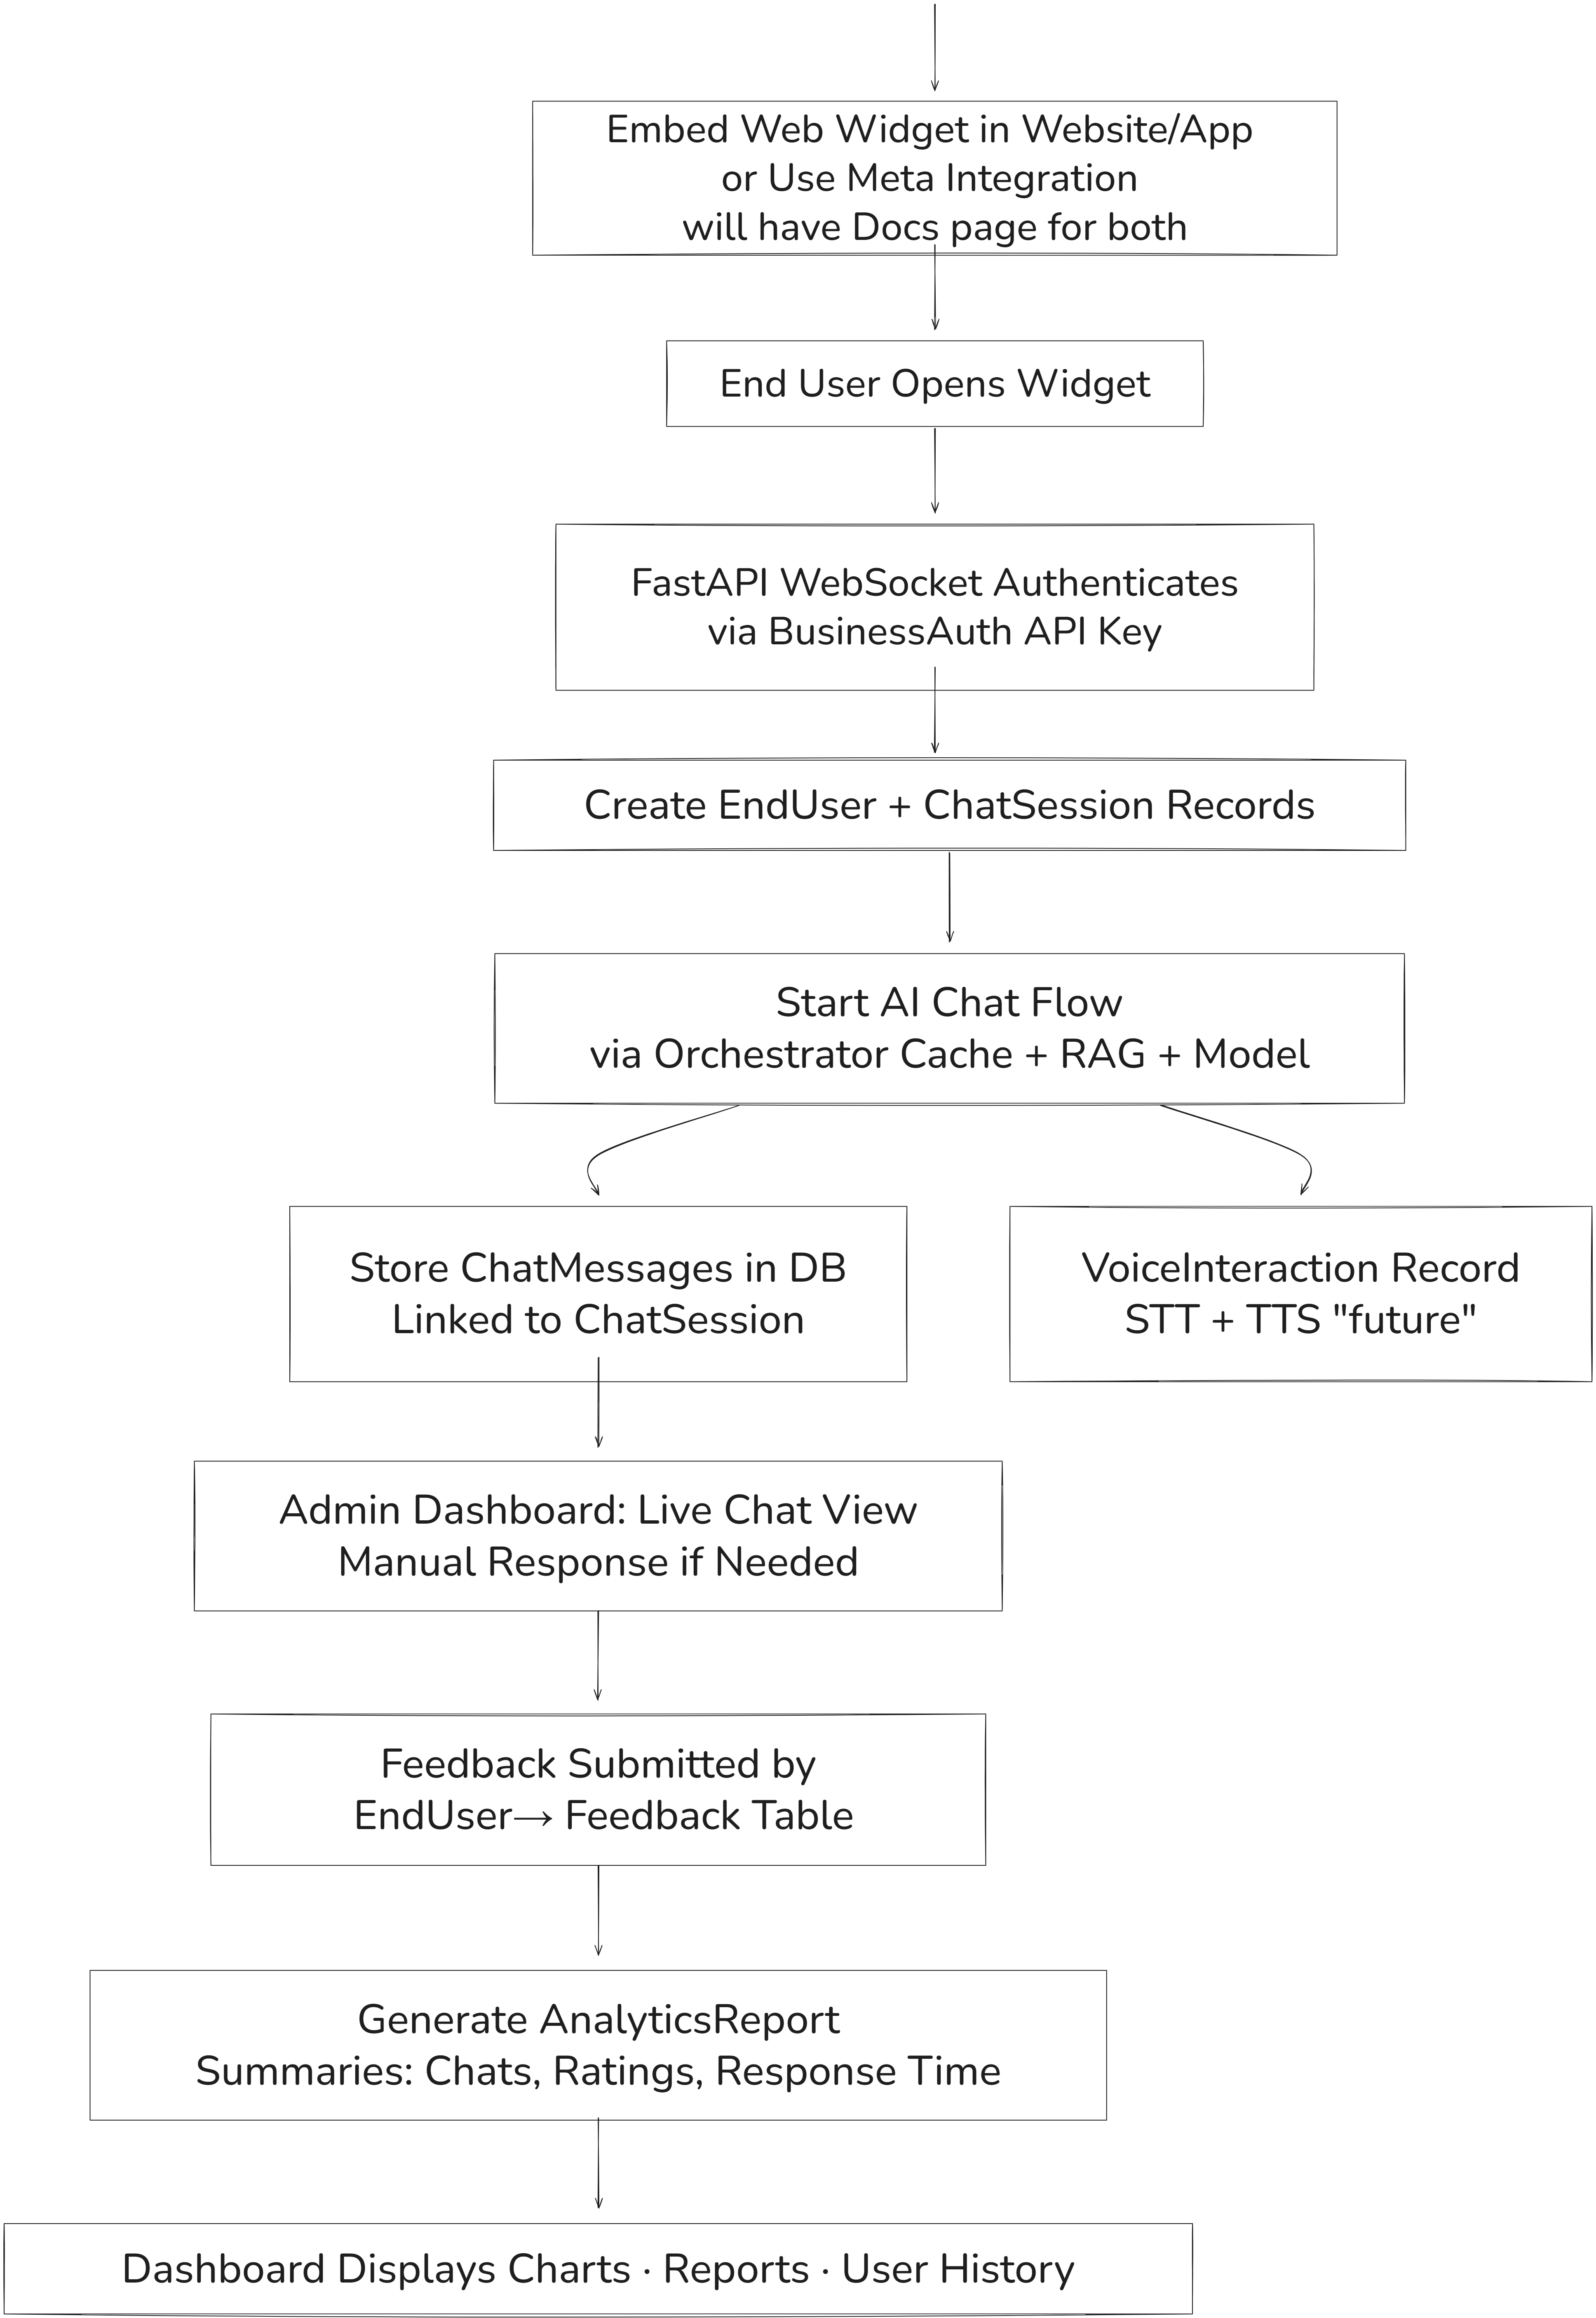 Embed Web Widget in Website/App
or Use Meta Integration
will have Docs page for both
End User Opens Widget
FastAPI WebSocket Authenticates
via BusinessAuth API Key
Create EndUser + ChatSession Records
Start AI Chat Flow
via Orchestrator Cache + RAG + Model
Store ChatMessages in DB
Linked to ChatSession
VoiceInteraction Record
STT + TTS "future"
Admin Dashboard: Live Chat View
Manual Response if Needed
Feedback Submitted by
EndUser→ Feedback Table
Generate AnalyticsReport
Summaries: Chats, Ratings, Response Time
Dashboard Displays Charts · Reports · User History